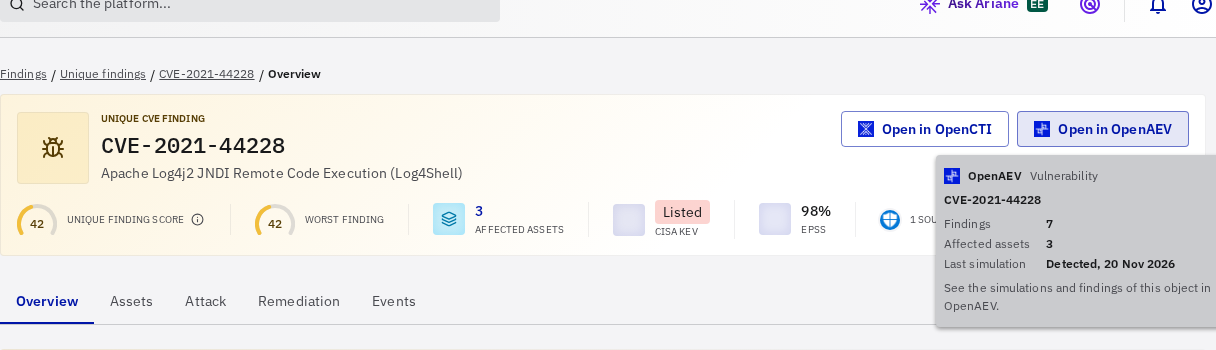 Search the platform...
Ask Ariane EE
Findings / Unique findings / CVE-2021-44228 / Overview
UNIQUE CVE FINDING
CVE-2021-44228
Apache Log4j2 JNDI Remote Code Execution (Log4Shell)
Open in OpenCTI
Open in OpenAEV
42 UNIQUE FINDING SCORE
42 WORST FINDING
3
AFFECTED ASSETS
Listed
CISA KEV
98%
EPSS
1 SOU
OpenAEV Vulnerability
CVE-2021-44228
Findings 7
Affected assets 3
Last simulation Detected, 20 Nov 2026
See the simulations and findings of this object in
OpenAEV.
Overview Assets Attack Remediation Events